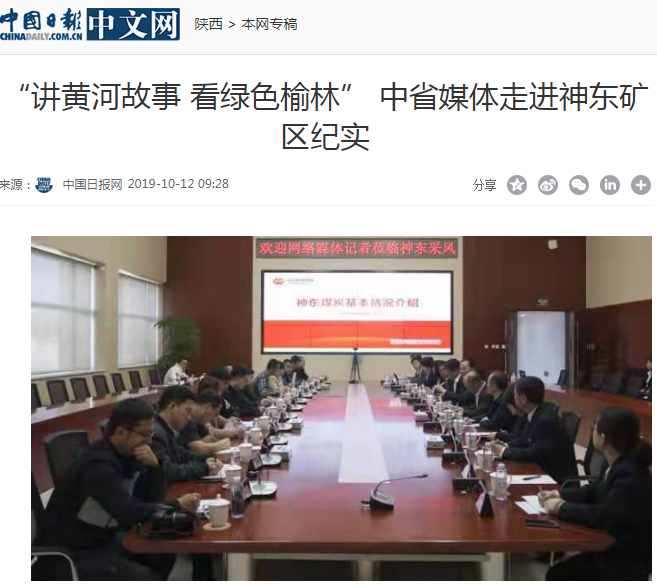 中國日報 中文网
CHINADAILY.COM.CN
陕西 > 本网专稿
“讲黄河故事 看绿色榆林” 中省媒体走进神东矿
区纪实
来源： 中国日报网 2019-10-12 09:28
分享
欢迎网络媒体记者莅临神东采风
神东煤炭基本情况介绍